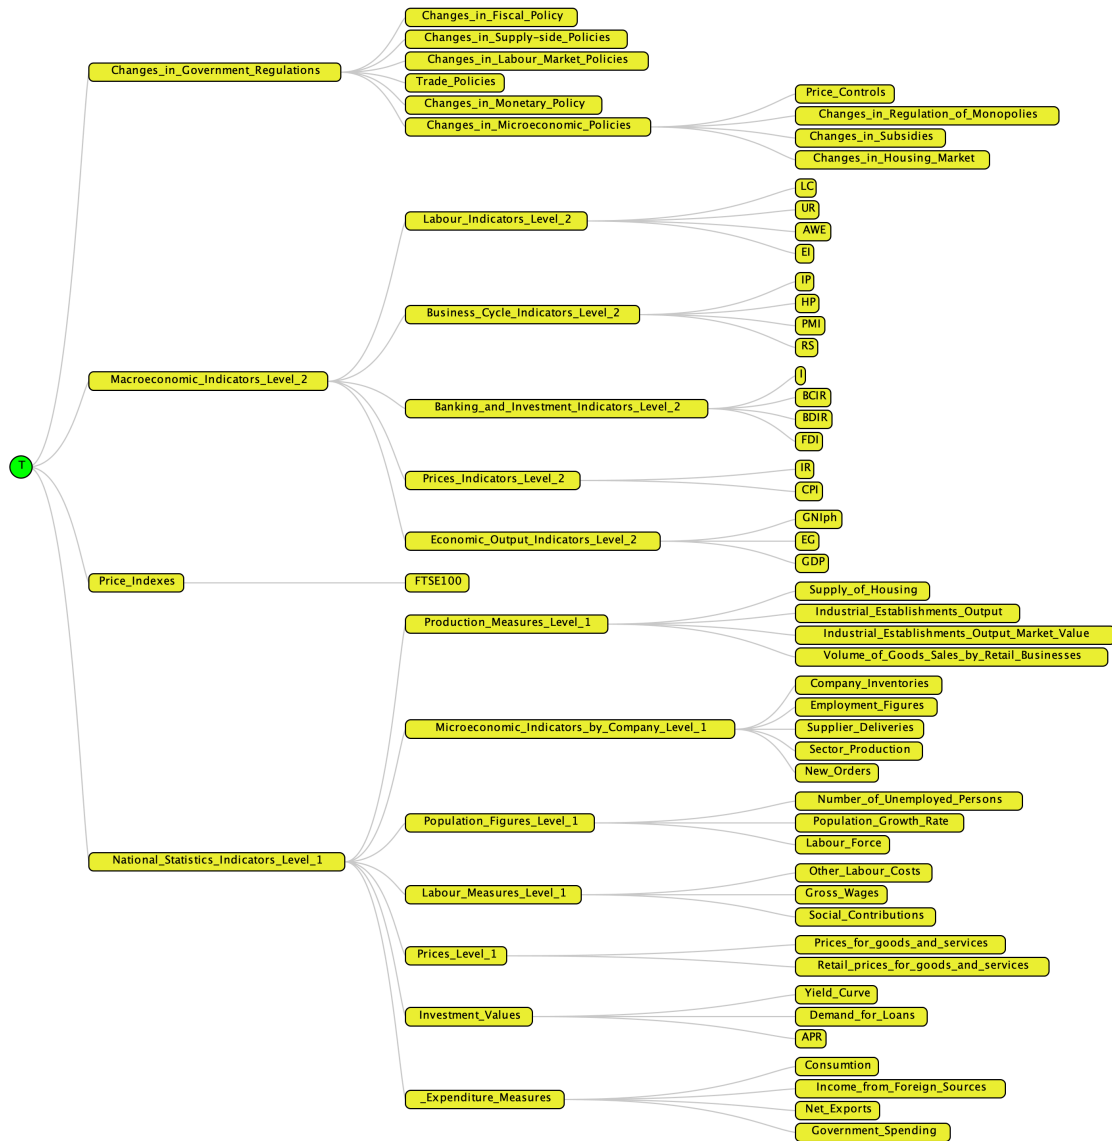 T
Changes_in_Government_Regulations
Changes_in_Fiscal_Policy
Changes_in_Supply-side_Policies
Changes_in_Labour_Market_Policies
Trade_Policies
Changes_in_Monetary_Policy
Changes_in_Microeconomic_Policies
Price_Controls
Changes_in_Regulation_of_Monopolies
Changes_in_Subsidies
Changes_in_Housing_Market
Macroeconomic_Indicators_Level_2
Labour_Indicators_Level_2
LC
UR
AWE
EI
Business_Cycle_Indicators_Level_2
IP
HP
PMI
RS
Banking_and_Investment_Indicators_Level_2
I
BCIR
BDIR
FDI
Prices_Indicators_Level_2
IR
CPI
Economic_Output_Indicators_Level_2
GNIph
EG
GDP
Price_Indexes
FTSE100
National_Statistics_Indicators_Level_1
Production_Measures_Level_1
Supply_of_Housing
Industrial_Establishments_Output
Industrial_Establishments_Output_Market_Value
Volume_of_Goods_Sales_by_Retail_Businesses
Microeconomic_Indicators_by_Company_Level_1
Company_Inventories
Employment_Figures
Supplier_Deliveries
Sector_Production
New_Orders
Population_Figures_Level_1
Number_of_Unemployed_Persons
Population_Growth_Rate
Labour_Force
Labour_Measures_Level_1
Other_Labour_Costs
Gross_Wages
Social_Contributions
Prices_Level_1
Prices_for_goods_and_services
Retail_prices_for_goods_and_services
Investment_Values
Yield_Curve
Demand_for_Loans
APR
_Expenditure_Measures
Consumtion
Income_from_Foreign_Sources
Net_Exports
Government_Spending